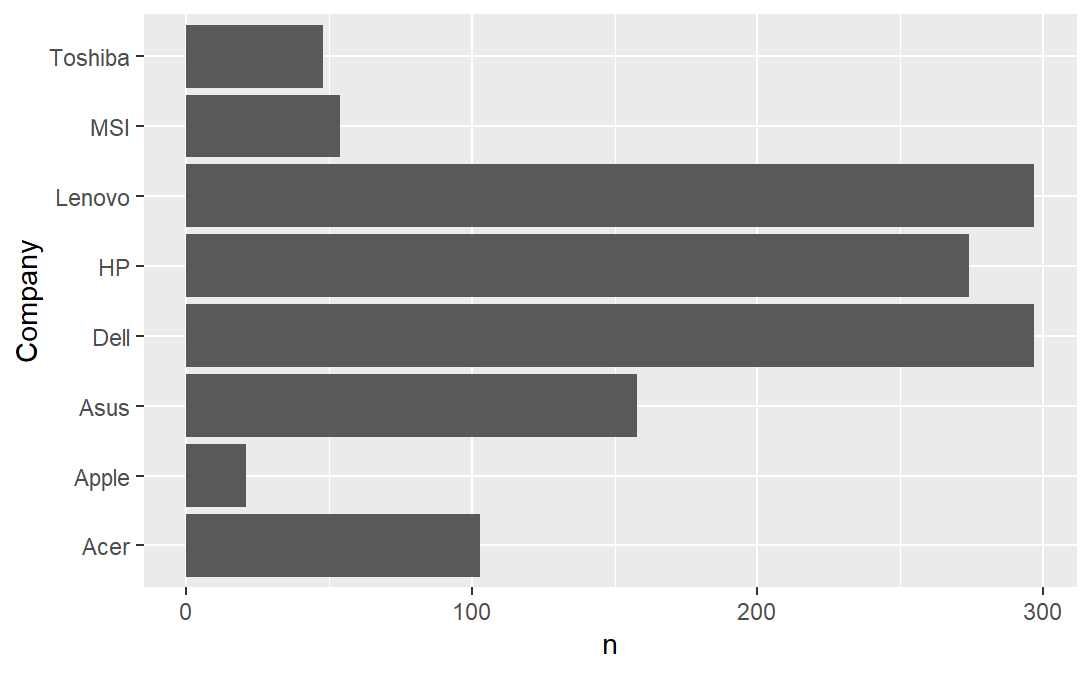 Toshiba
MSI
Lenovo
HP
Dell
Asus
Apple
Acer
Company
0 100 200 300
n